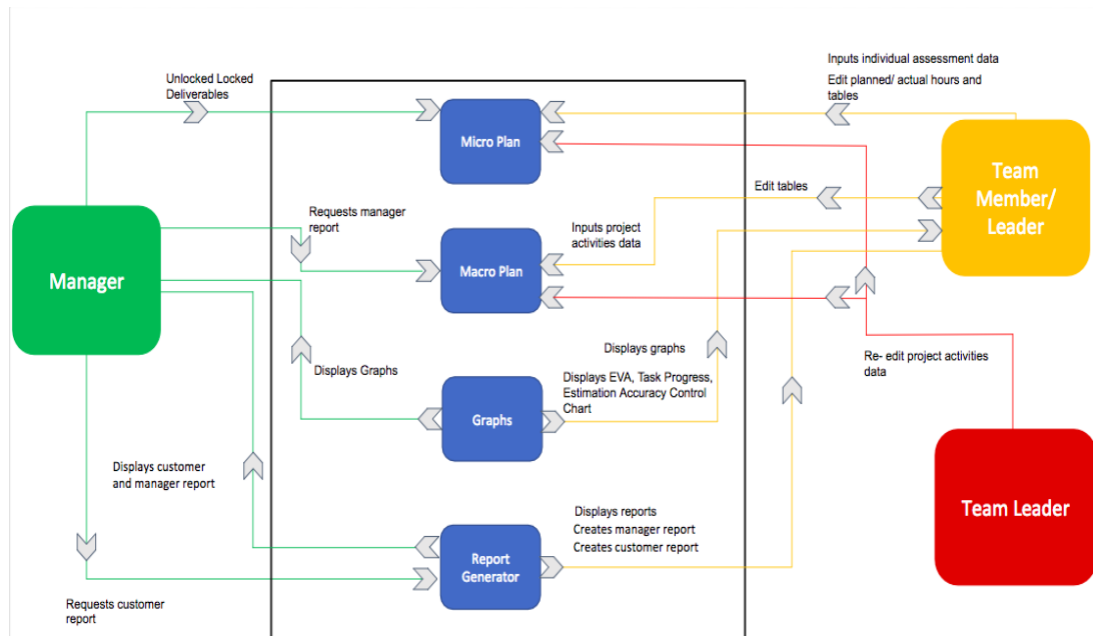 Inputs individual assessment data
Edit planned/ actual hours and
tables
Unlocked Locked
Deliverables
Micro Plan
Team
Member/
Leader
Edit tables
Requests manager
report
Inputs project
activities data
Manager
Macro Plan
Displays graphs
Re- edit project activities
data
Displays Graphs
Displays EVA, Task Progress,
Estimation Accuracy Control
Chart
Graphs
Displays customer
and manager report
Team Leader
Displays reports
Creates manager report
Creates customer report
Report
Generator
Requests customer
report